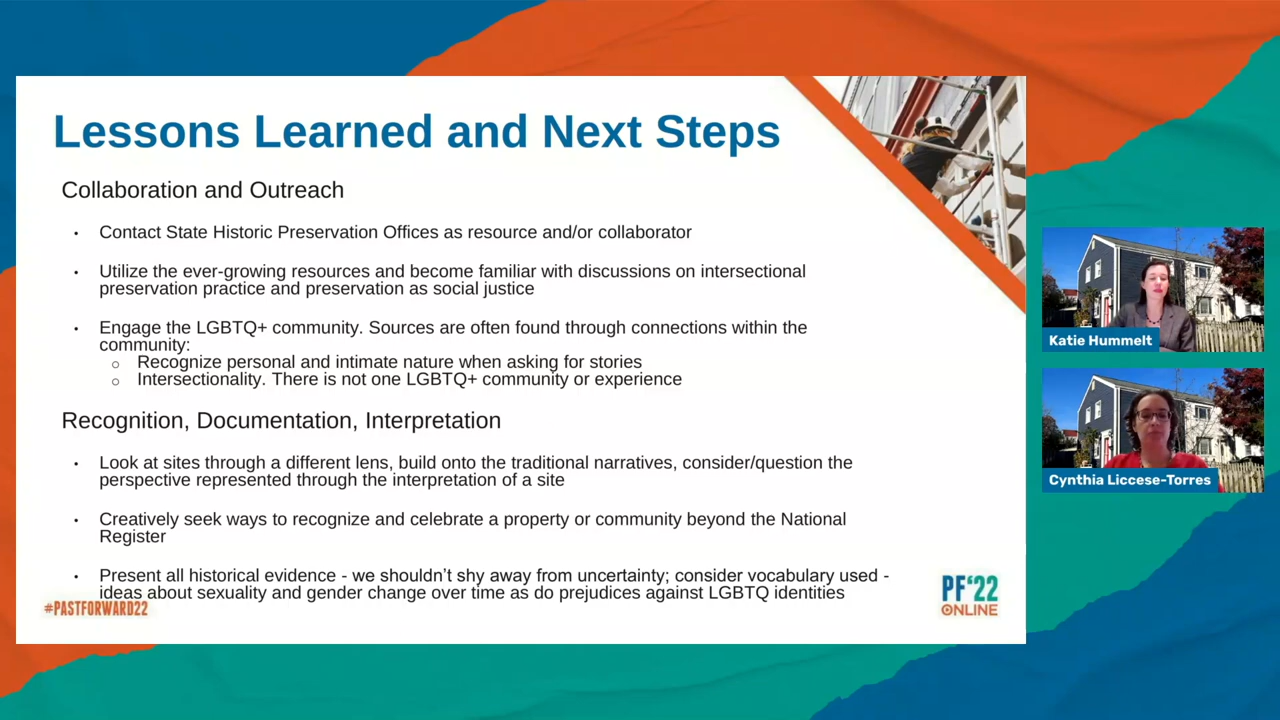 Lessons Learned and Next Steps
Collaboration and Outreach
• Contact State Historic Preservation Offices as resource and/or collaborator
• Utilize the ever-growing resources and become familiar with discussions on intersectional
preservation practice and preservation as social justice
• Engage the LGBTQ+ community. Sources are often found through connections within the
community:
o Recognize personal and intimate nature when asking for stories
o Intersectionality. There is not one LGBTQ+ community or experience
Recognition, Documentation, Interpretation
• Look at sites through a different lens, build onto the traditional narratives, consider/question the
perspective represented through the interpretation of a site
• Creatively seek ways to recognize and celebrate a property or community beyond the National
Register
• Present all historical evidence - we shouldn't shy away from uncertainty; consider vocabulary used -
ideas about sexuality and gender change over time as do prejudices against LGBTQ identities
#PASTFORWARD22
PF'22
ONLINE
Katie Hummelt
Cynthia Liccese-Torres